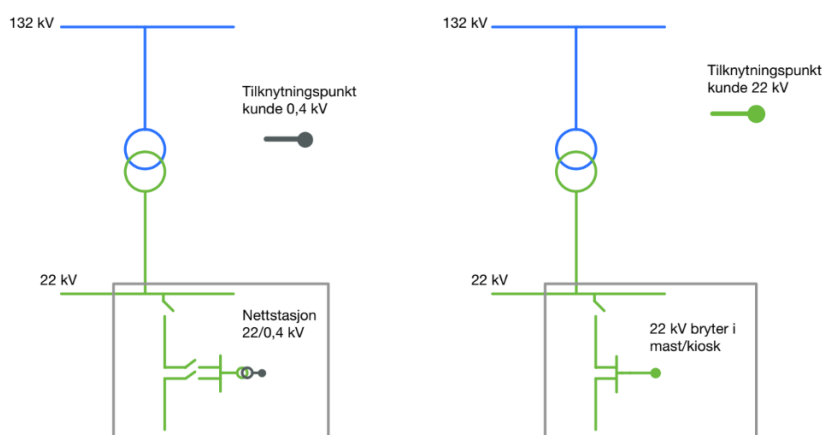 132 kV
Tilknytningspunkt
kunde 0,4 kV
22 kV
Nettstasjon
22/0,4 kV
132 kV
Tilknytningspunkt
kunde 22 kV
22 kV
22 kV bryter i
mast/kiosk